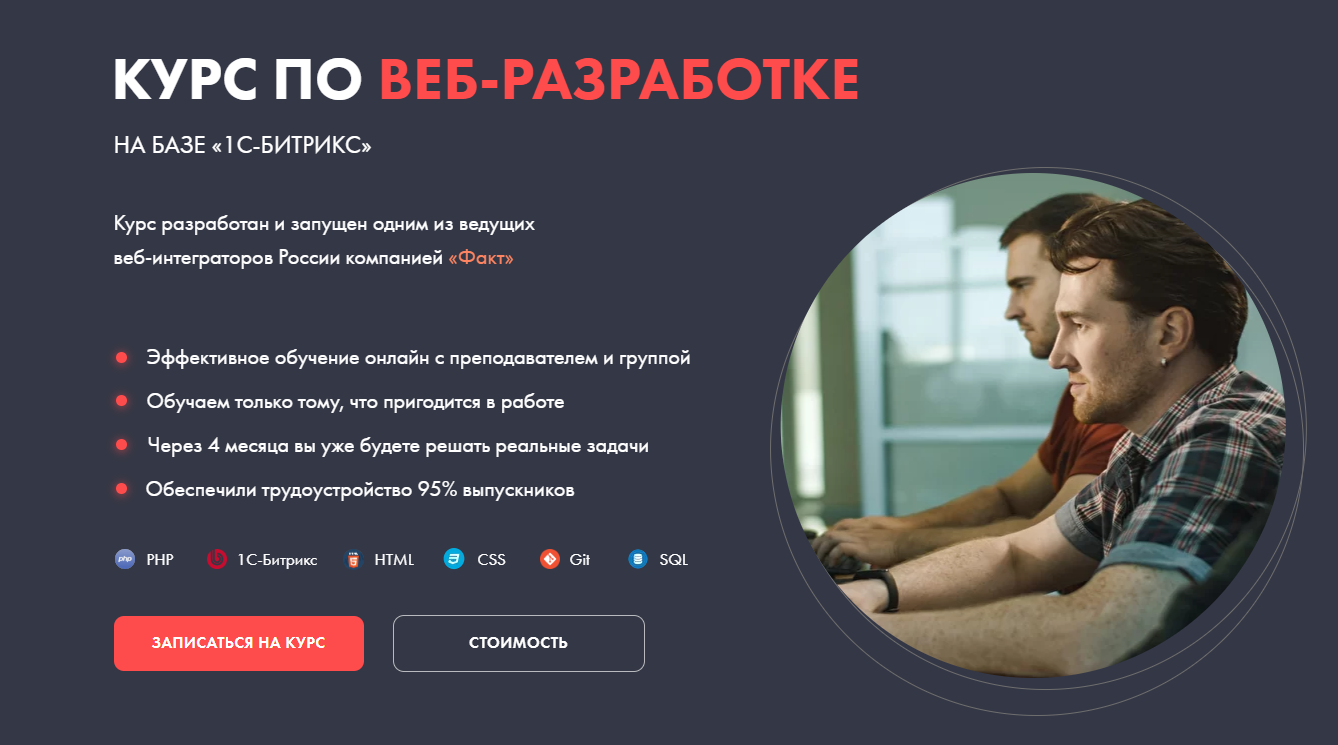 КУРС ПО ВЕБ-РАЗРАБОТКЕ
НА БАЗЕ «1С-БИТРИКС»
Курс разработан и запущен одним из ведущих
веб-интеграторов России компанией «Факт»
Эффективное обучение онлайн с преподавателем и группой
Обучаем только тому, что пригодится в работе
Через 4 месяца вы уже будете решать реальные задачи
Обеспечили трудоустройство 95% выпускников
php PHP 1С-Битрикс HTML CSS Git SQL
ЗАПИСАТЬСЯ НА КУРС СТОИМОСТЬ